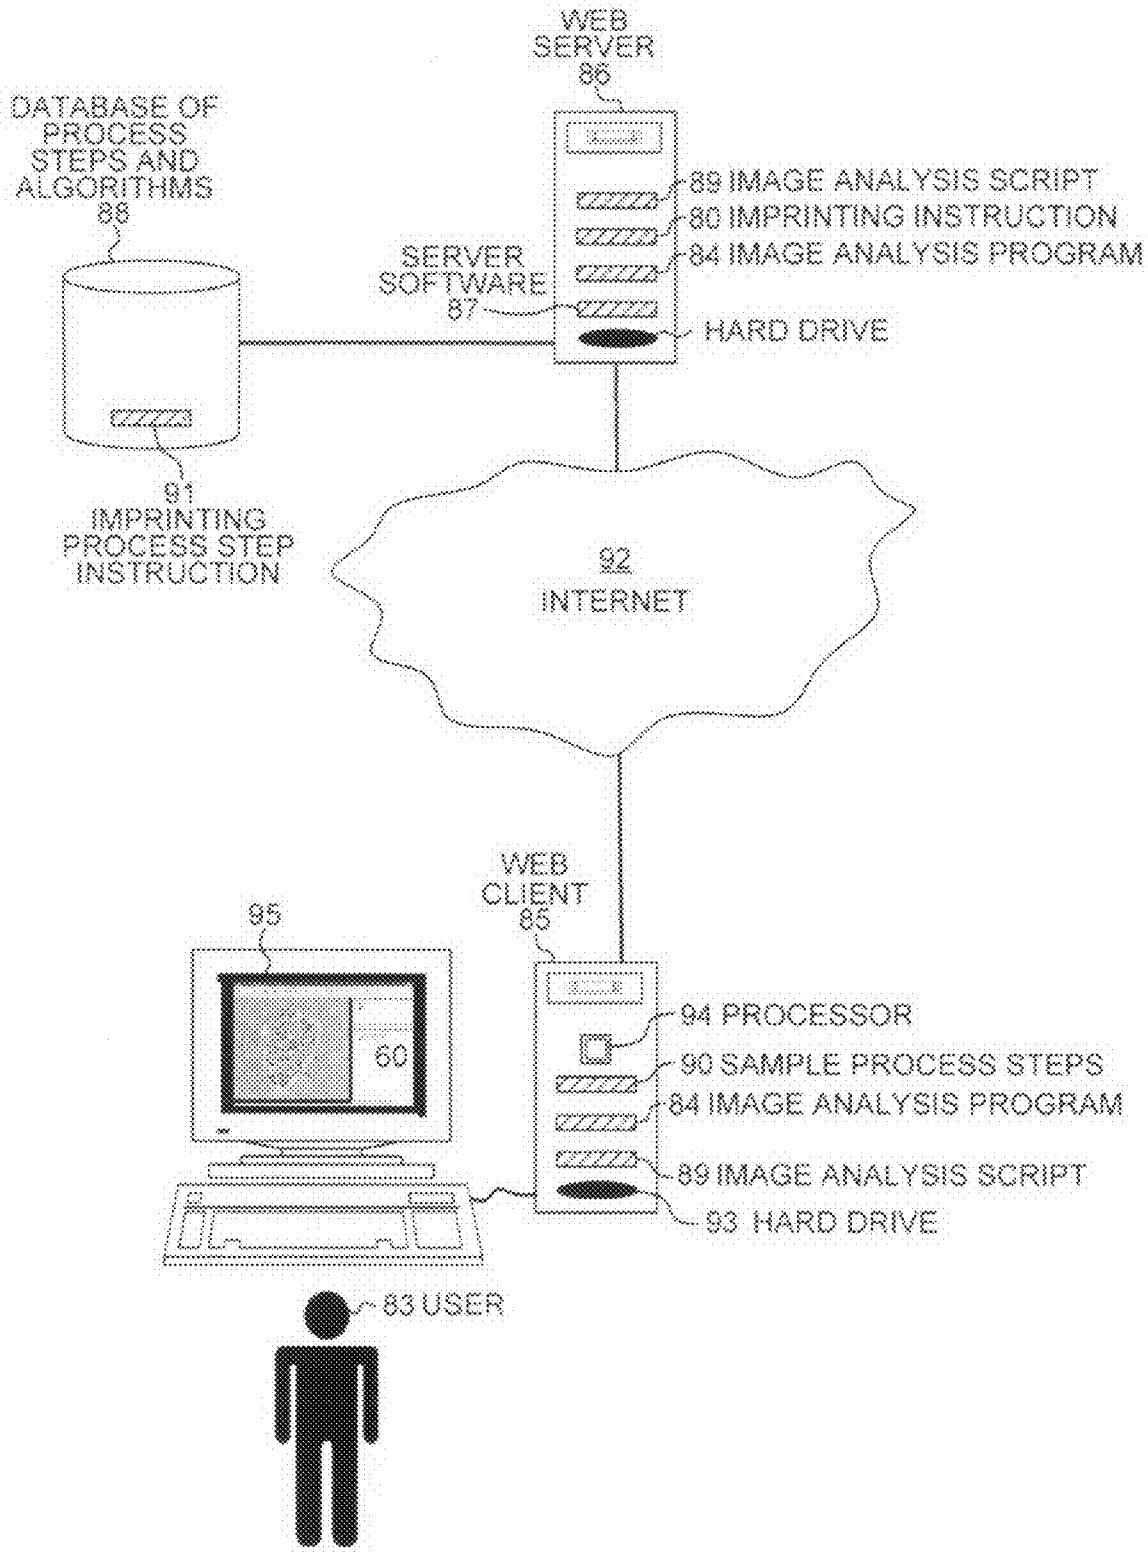 WEB
SERVER
86
DATABASE OF
PROCESS
STEPS AND
ALGORITHMS
88
89 IMAGE ANALYSIS SCRIPT
80 IMPRINTING INSTRUCTION
84 IMAGE ANALYSIS PROGRAM
SERVER
SOFTWARE
87
HARD DRIVE
91
IMPRINTING
PROCESS STEP
INSTRUCTION
92
INTERNET
WEB
CLIENT
85
95
60
94 PROCESSOR
90 SAMPLE PROCESS STEPS
84 IMAGE ANALYSIS PROGRAM
89 IMAGE ANALYSIS SCRIPT
93 HARD DRIVE
83 USER